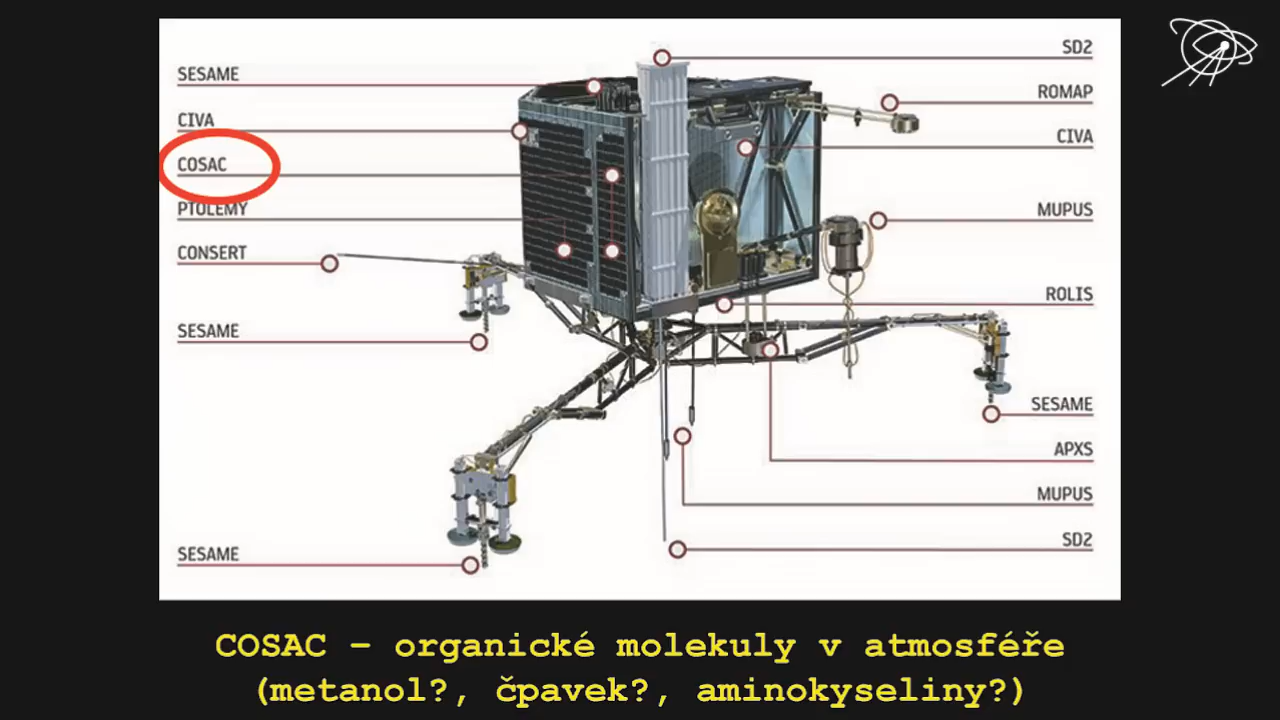 SESAME
CIVA
COSAC
PTOLEMY
CONSERT
SESAME
SESAME
SD2
ROMAP
CIVA
MUPUS
ROLIS
SESAME
APXS
MUPUS
SD2
COSAC – organické molekuly v atmosféře
(metanol?, čpavek?, aminokyseliny?)